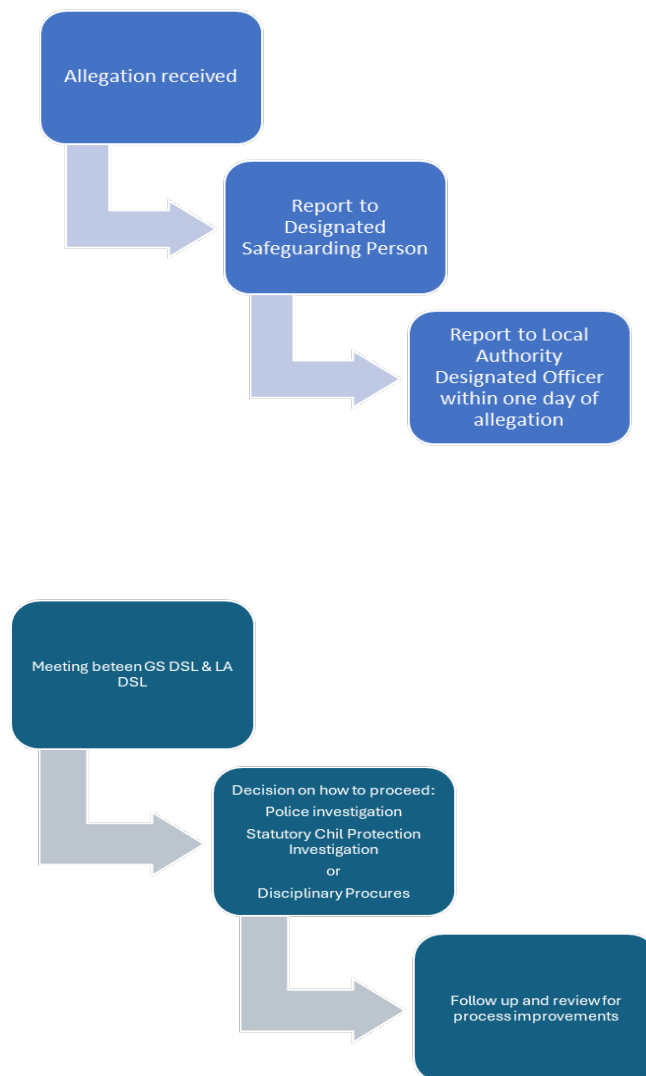 Allegation received
Report to
Designated
Safeguarding Person
Report to Local
Authority
Designated Officer
within one day of
allegation
Meeting beteen GS DSL & LA
DSL
Decision on how to proceed:
Police investigation
Statutory Chil Protection
Investigation
or
Disciplinary Procures
Follow up and review for
process improvements